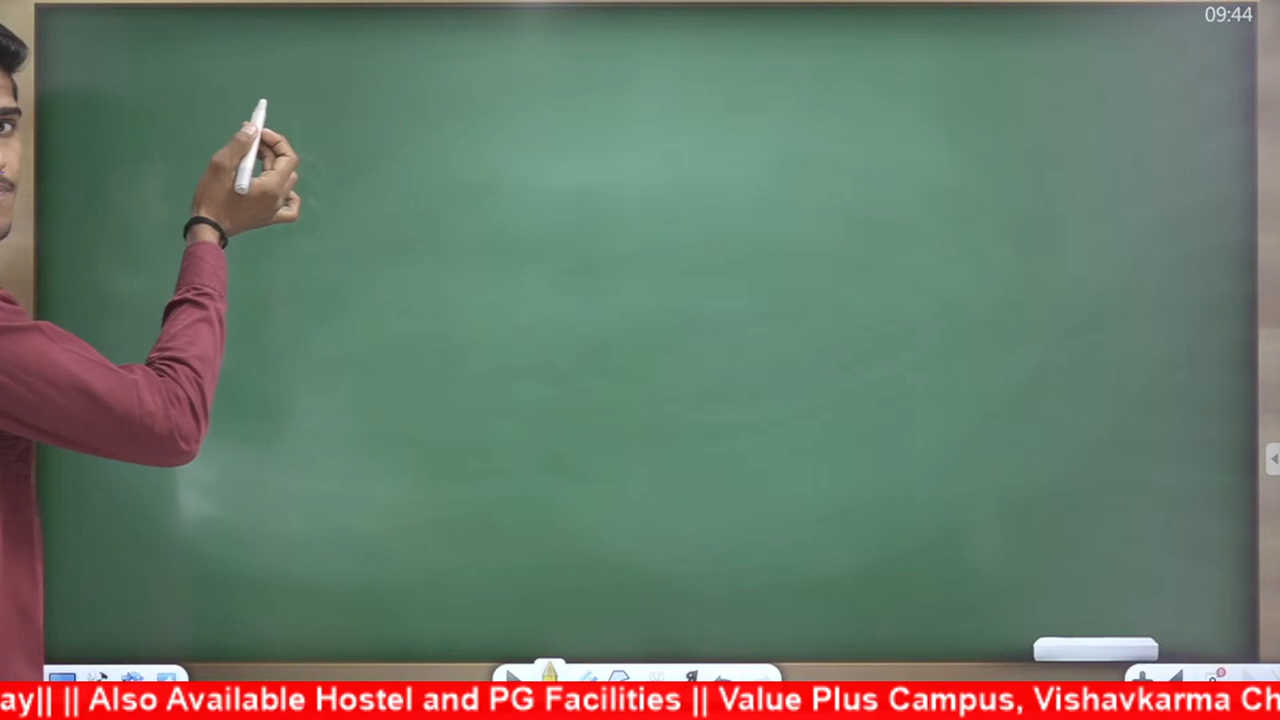 09:44
ay|| || Also Available Hostel and PG Facilities || Value Plus Campus, Vishavkarma Ch